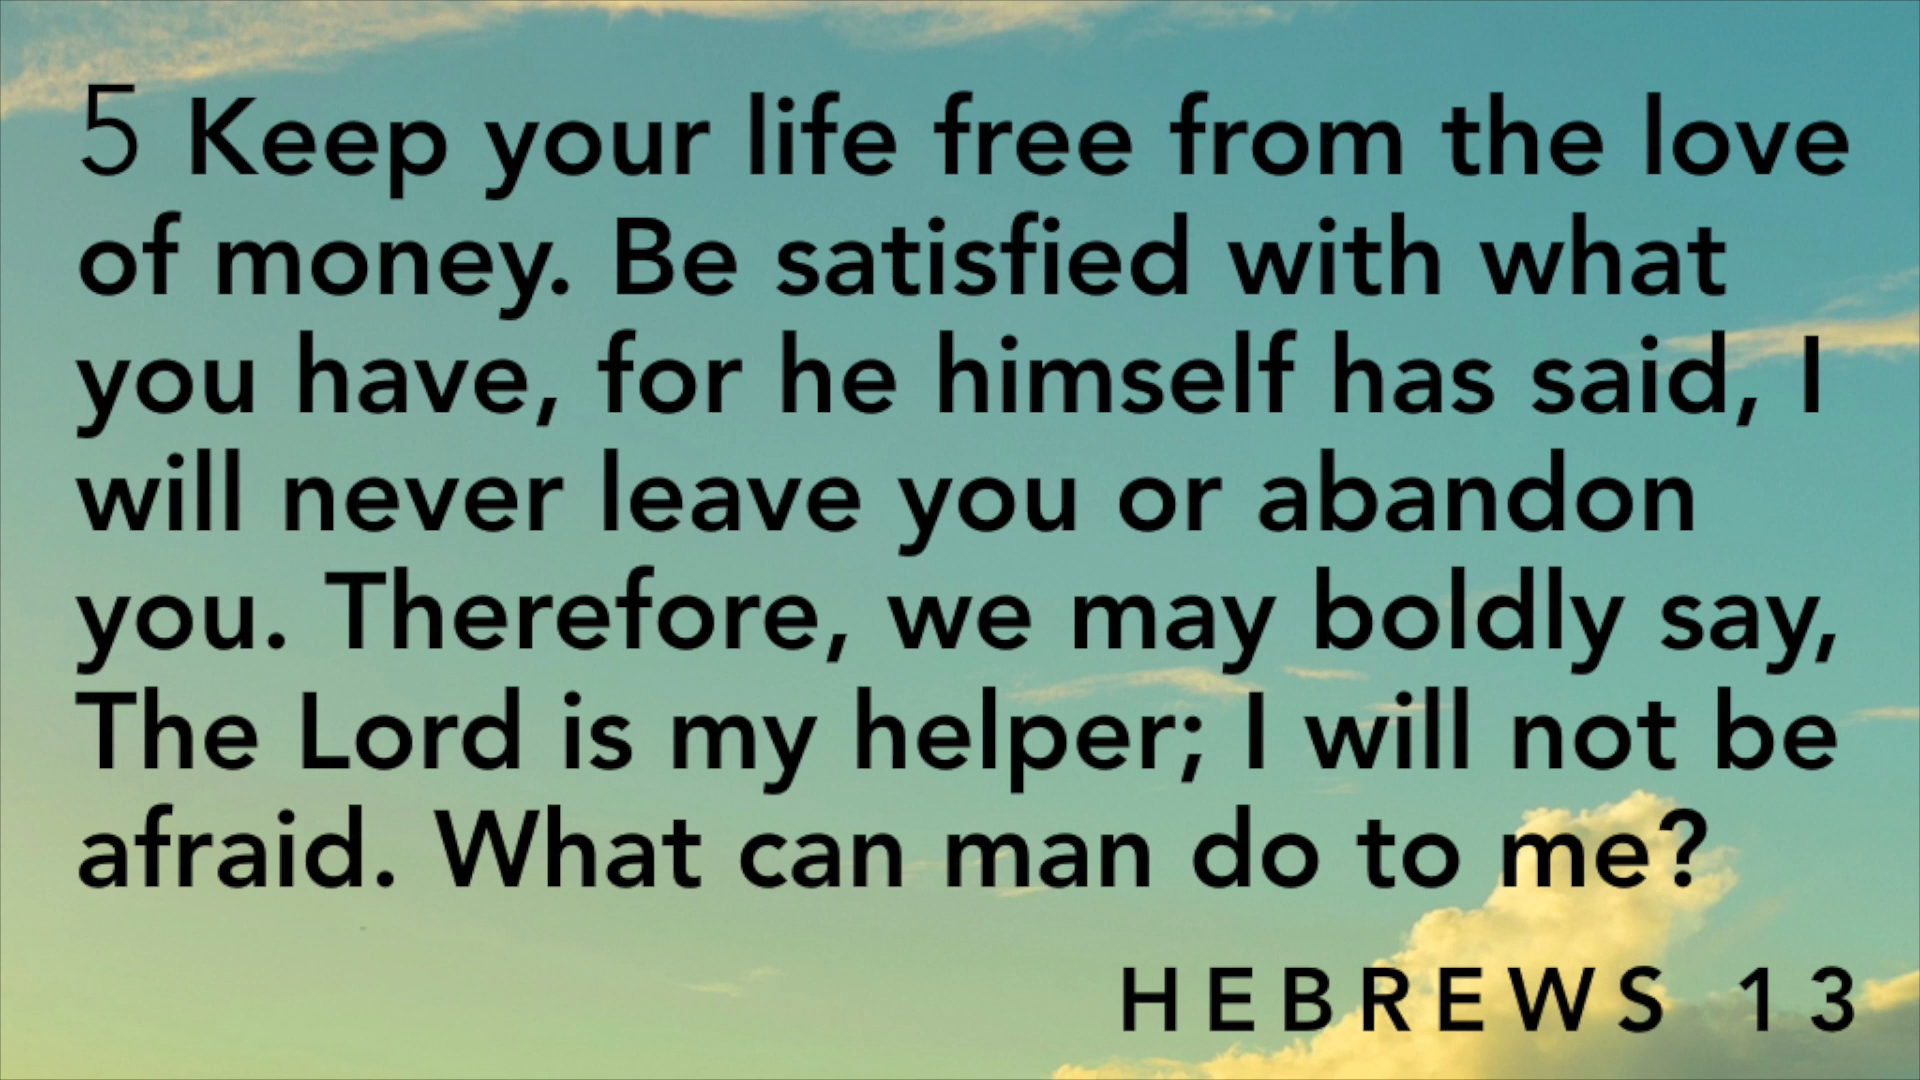 5 Keep your life free from the love
of money. Be satisfied with what
you have, for he himself has said, I
will never leave you or abandon
you. Therefore, we may boldly say,
The Lord is my helper; I will not be
afraid. What can man do to me?
HEBREWS 13